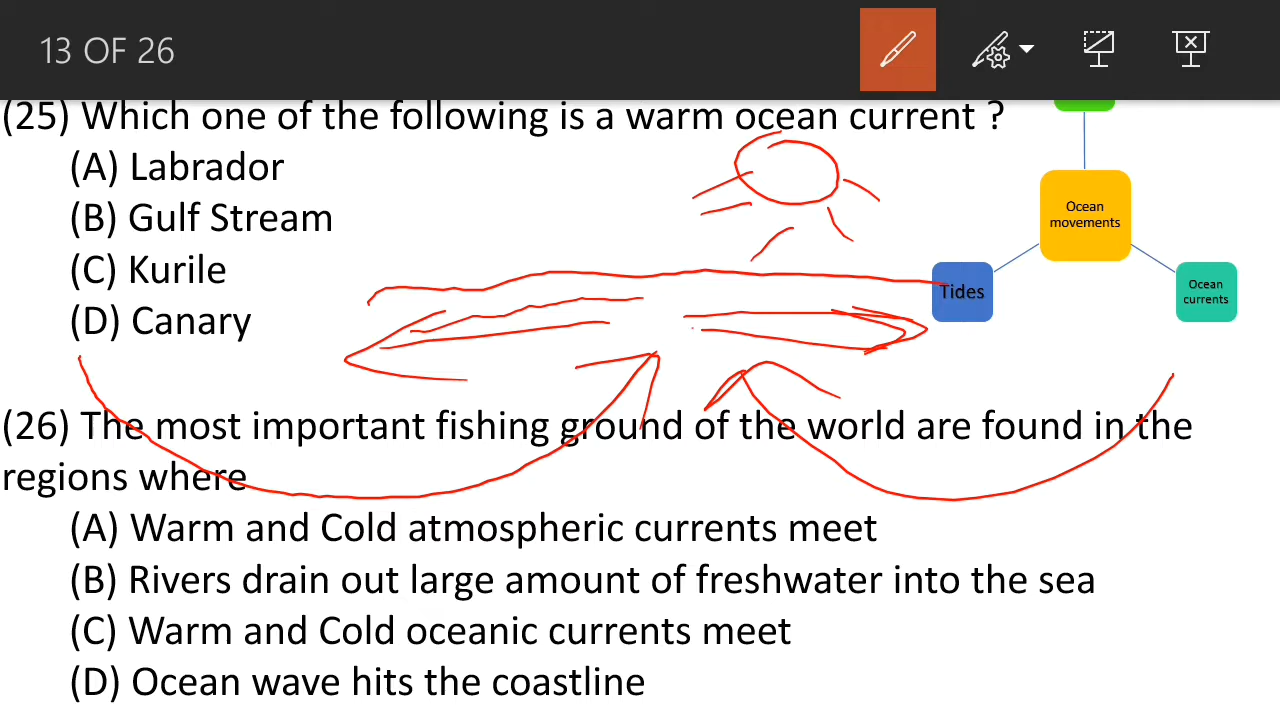 13 OF 26
(25) Which one of the following is a warm ocean current ?
(A) Labrador
(B) Gulf Stream
(C) Kurile
(D) Canary
Ocean
movements
Tides
Ocean
currents
(26) The most important fishing ground of the world are found in the
regions where
(A) Warm and Cold atmospheric currents meet
(B) Rivers drain out large amount of freshwater into the sea
(C) Warm and Cold oceanic currents meet
(D) Ocean wave hits the coastline